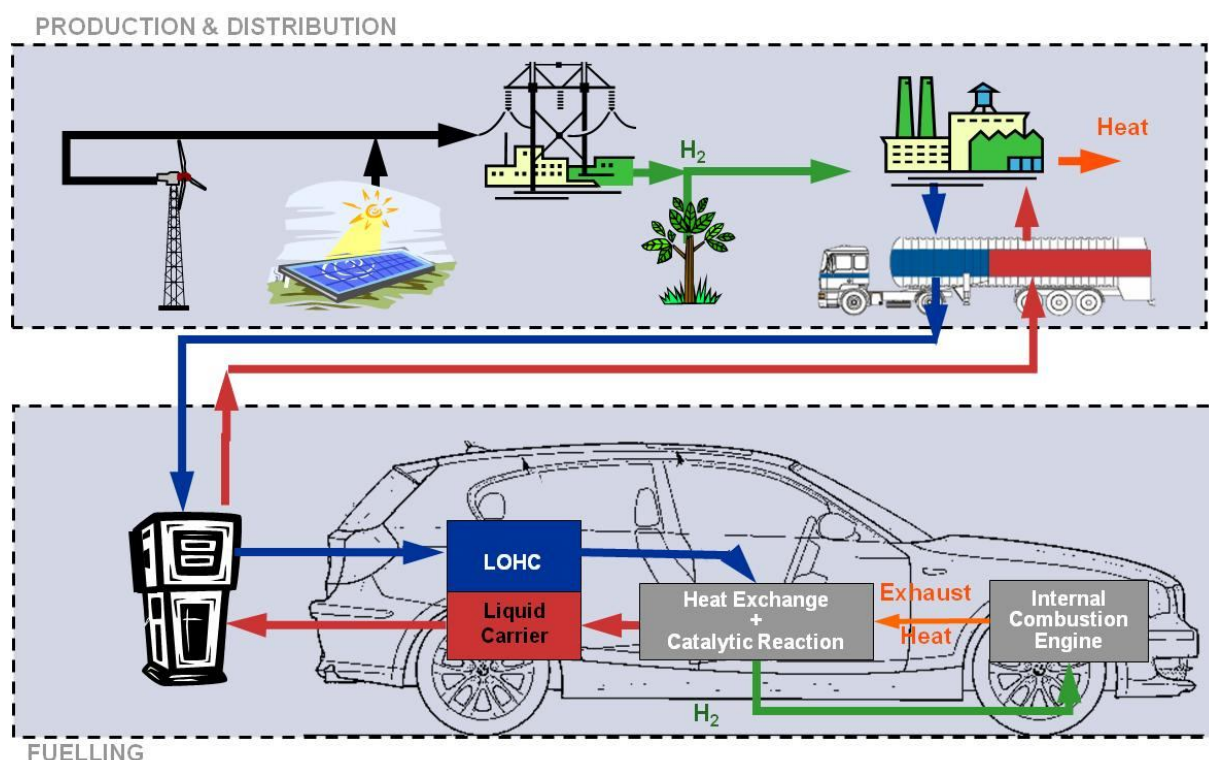 PRODUCTION & DISTRIBUTION
H2
Heat
LOHC
Liquid
Carrier
Heat Exchange
+
Catalytic Reaction
Exhaust
Heat
Internal
Combustion
Engine
H2
FUELLING